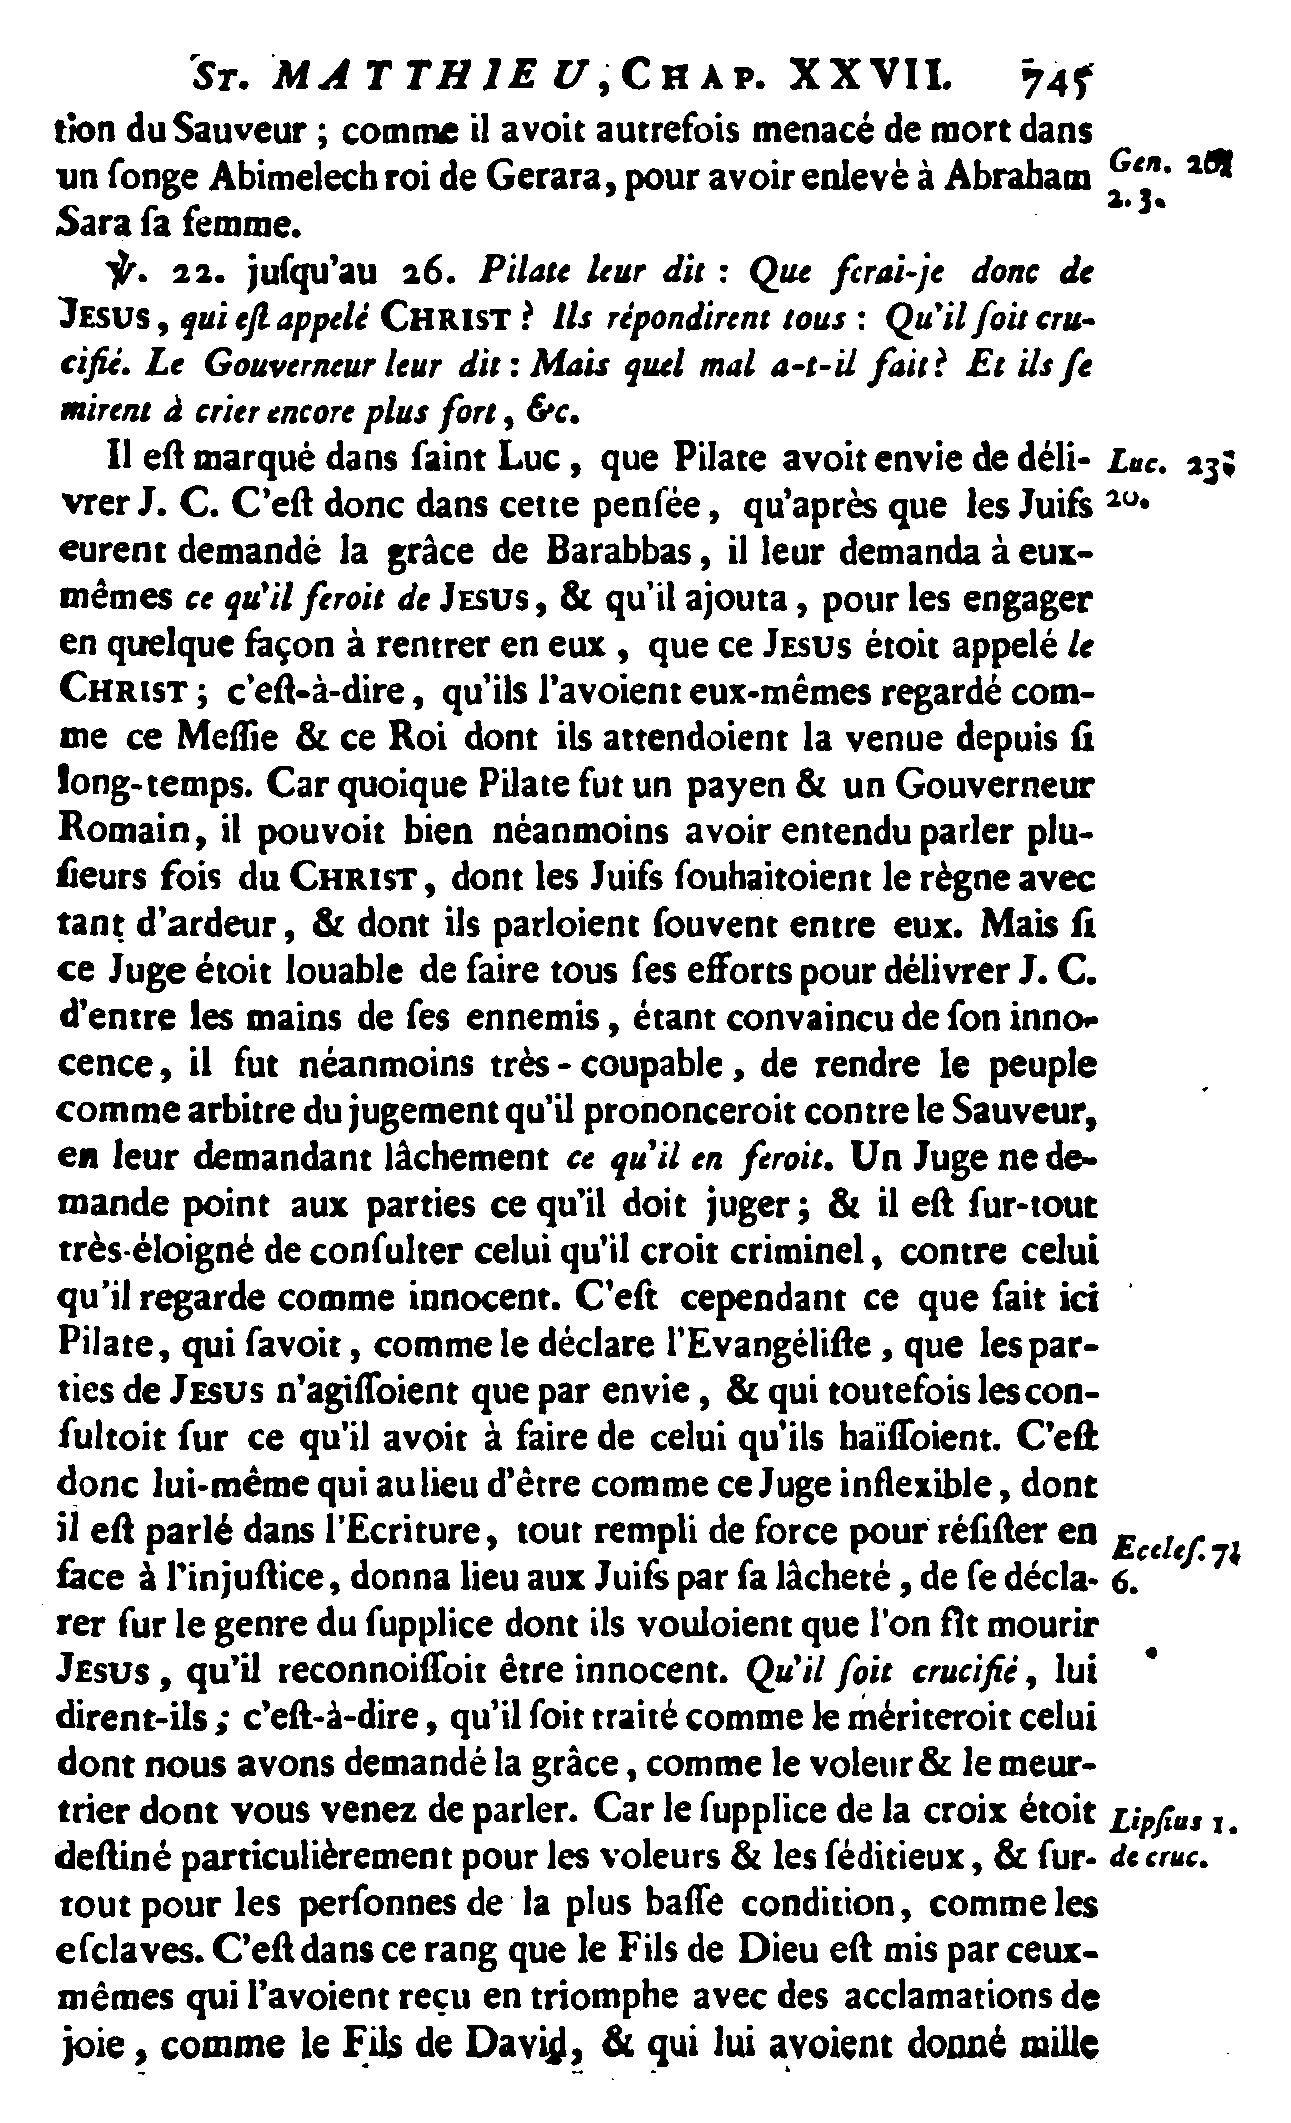 ST. MATTHIEU, CHAP. XXVII. 745
tion du Sauveur ; comme il avoit autrefois menacé de mort dans
un ſonge Abimelech roi de Gerara, pour avoir enlevé à Abraham
Gen.
2. 3.
Sara ſa femme.
℣. 22. juſqu'au 26. Pilate leur dit : Que ferai-je donc de
JESUS, qui eſt appelé CHRIST ? Ils répondirent tous : Qu'il ſoit cru-
cifié. Le Gouverneur leur dit : Mais quel mal a-t-il fait ? Et ils ſe
mirent à crier encore plus fort, &c.
Il eſt marqué dans ſaint Luc, que Pilate avoit envie de déli-
Luc. 23.
vrer J. C. C'eſt donc dans cette penſée, qu'après que les Juifs
20.
eurent demandé la grâce de Barabbas, il leur demanda à eux-
mêmes ce qu'il feroit de JESUS, & qu'il ajouta, pour les engager
en quelque façon à rentrer en eux, que ce JESUS étoit appelé le
CHRIST ; c'eſt-à-dire, qu'ils l'avoient eux-mêmes regardé com-
me ce Meſſie & ce Roi dont ils attendoient la venue depuis ſi
long-temps. Car quoique Pilate fut un payen & un Gouverneur
Romain, il pouvoit bien néanmoins avoir entendu parler plu-
ſieurs fois du CHRIST, dont les Juifs ſouhaitoient le règne avec
tant d'ardeur, & dont ils parloient ſouvent entre eux. Mais ſi
ce Juge étoit louable de faire tous ſes efforts pour délivrer J. C.
d'entre les mains de ſes ennemis, étant convaincu de ſon inno-
cence, il fut néanmoins très-coupable, de rendre le peuple
comme arbitre du jugement qu'il prononceroit contre le Sauveur,
en leur demandant lâchement ce qu'il en feroit. Un Juge ne de-
mande point aux parties ce qu'il doit juger ; & il eſt ſur-tout
très-éloigné de conſulter celui qu'il croit criminel, contre celui
qu'il regarde comme innocent. C'eſt cependant ce que fait ici
Pilate, qui ſavoit, comme le déclare l'Evangéliſte, que les par-
ties de JESUS n'agiſſoient que par envie, & qui toutefois les con-
ſultoit ſur ce qu'il avoit à faire de celui qu'ils haïſſoient. C'eſt
donc lui-même qui au lieu d'être comme ce Juge inflexible, dont
il eſt parlé dans l'Ecriture, tout rempli de force pour réſiſter en
Eccleſ. 7.
face à l'injuſtice, donna lieu aux Juifs par ſa lâcheté, de ſe décla-
6.
rer ſur le genre du ſupplice dont ils vouloient que l'on fît mourir
JESUS, qu'il reconnoiſſoit être innocent. Qu'il ſoit crucifié, lui
dirent-ils ; c'eſt-à-dire, qu'il ſoit traité comme le mériteroit celui
dont nous avons demandé la grâce, comme le voleur & le meur-
trier dont vous venez de parler. Car le ſupplice de la croix étoit
Lipſius 1.
deſtiné particulièrement pour les voleurs & les ſéditieux, & ſur-
de cruc.
tout pour les perſonnes de la plus baſſe condition, comme les
eſclaves. C'eſt dans ce rang que le Fils de Dieu eſt mis par ceux-
mêmes qui l'avoient reçu en triomphe avec des acclamations de
joie, comme le Fils de David, & qui lui avoient donné mille